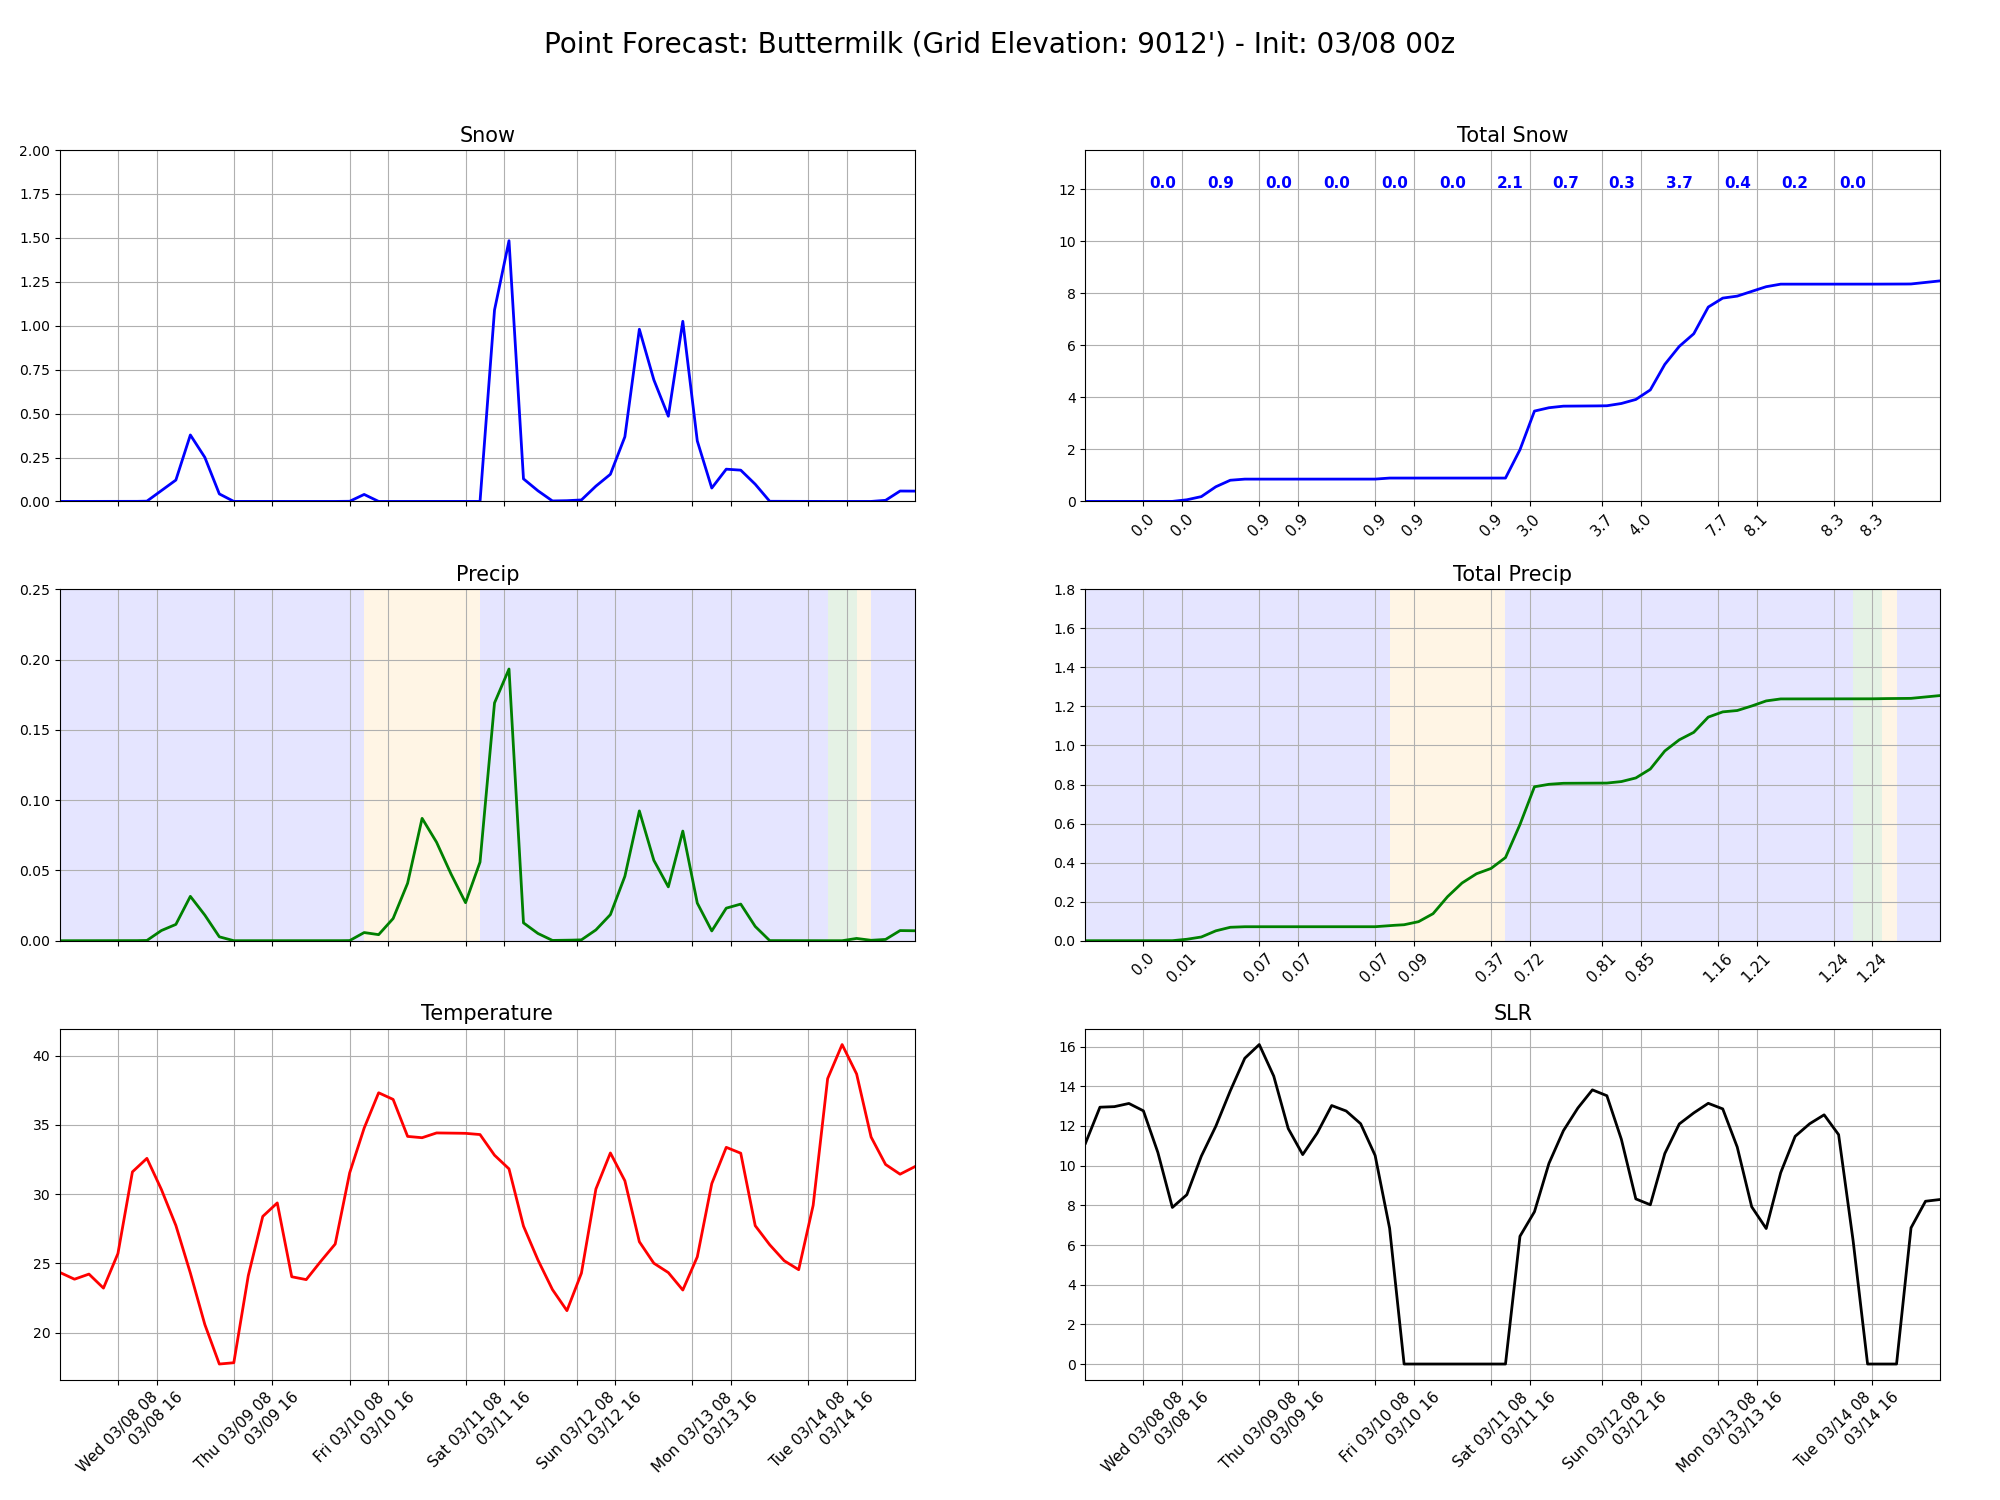 Point Forecast: Buttermilk (Grid Elevation: 9012') - Init: 03/08 00z
Snow
2.00
1.75
1.50
1.25
1.00
0.75
0.50
0.25
0.00
Total Snow
0.0 0.9 0.0 0.0 0.0 0.0 2.1 0.7 0.3 3.7 0.4 0.2 0.0
12
10
8
6
4
2
0
0.0 0.0 0.9 0.9 0.9 0.9 0.9 3.0 3.7 4.0 7.7 8.1 8.3 8.3
Precip
0.25
0.20
0.15
0.10
0.05
0.00
Total Precip
1.8
1.6
1.4
1.2
1.0
0.8
0.6
0.4
0.2
0.0
0.0 0.01 0.07 0.07 0.07 0.09 0.37 0.72 0.81 0.85 1.16 1.21 1.24 1.24
Temperature
40
35
30
25
20
Wed 03/08 08
03/08 16
Thu 03/09 08
03/09 16
Fri 03/10 08
03/10 16
Sat 03/11 08
03/11 16
Sun 03/12 08
03/12 16
Mon 03/13 08
03/13 16
Tue 03/14 08
03/14 16
SLR
16
14
12
10
8
6
4
2
0
Wed 03/08 08
03/08 16
Thu 03/09 08
03/09 16
Fri 03/10 08
03/10 16
Sat 03/11 08
03/11 16
Sun 03/12 08
03/12 16
Mon 03/13 08
03/13 16
Tue 03/14 08
03/14 16